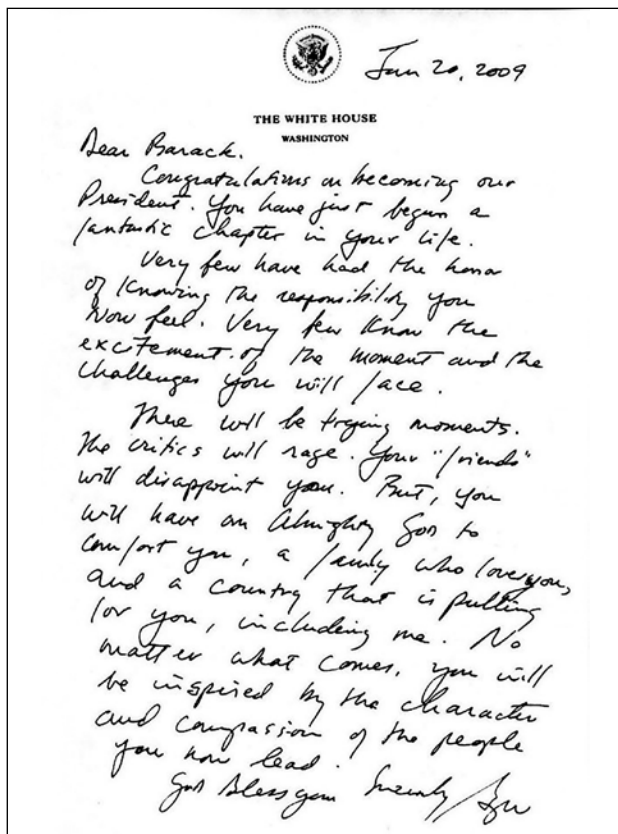 Jan 20, 2009
THE WHITE HOUSE
WASHINGTON
Dear Barack,
Congratulations on becoming our
President. You have just begun a
fantastic chapter in your life.
Very few have had the honor
of knowing the responsibility you
now feel. Very few know the
excitement of the moment and the
challenges you will face.
There will be trying moments.
The critics will rage. Your "friends"
will disappoint you. But, you
will have an Almighty God to
comfort you, a family who loves you,
and a country that is pulling
for you, including me. No
matter what comes, you will
be inspired by the character
and compassion of the people
you now lead.
God bless you. Sincerely, GW